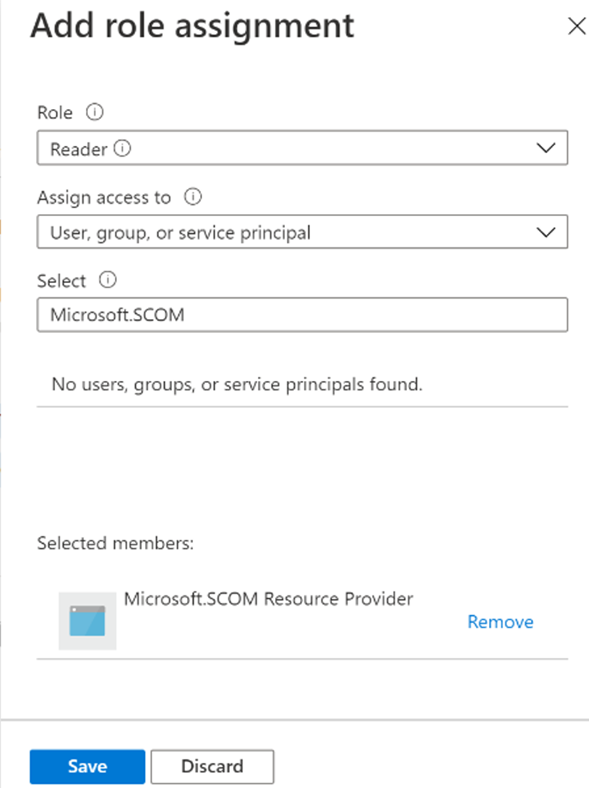 Add role assignment
Role
Reader
Assign access to
User, group, or service principal
Select
Microsoft.SCOM
No users, groups, or service principals found.
Selected members:
Microsoft.SCOM Resource Provider
Remove
Save
Discard